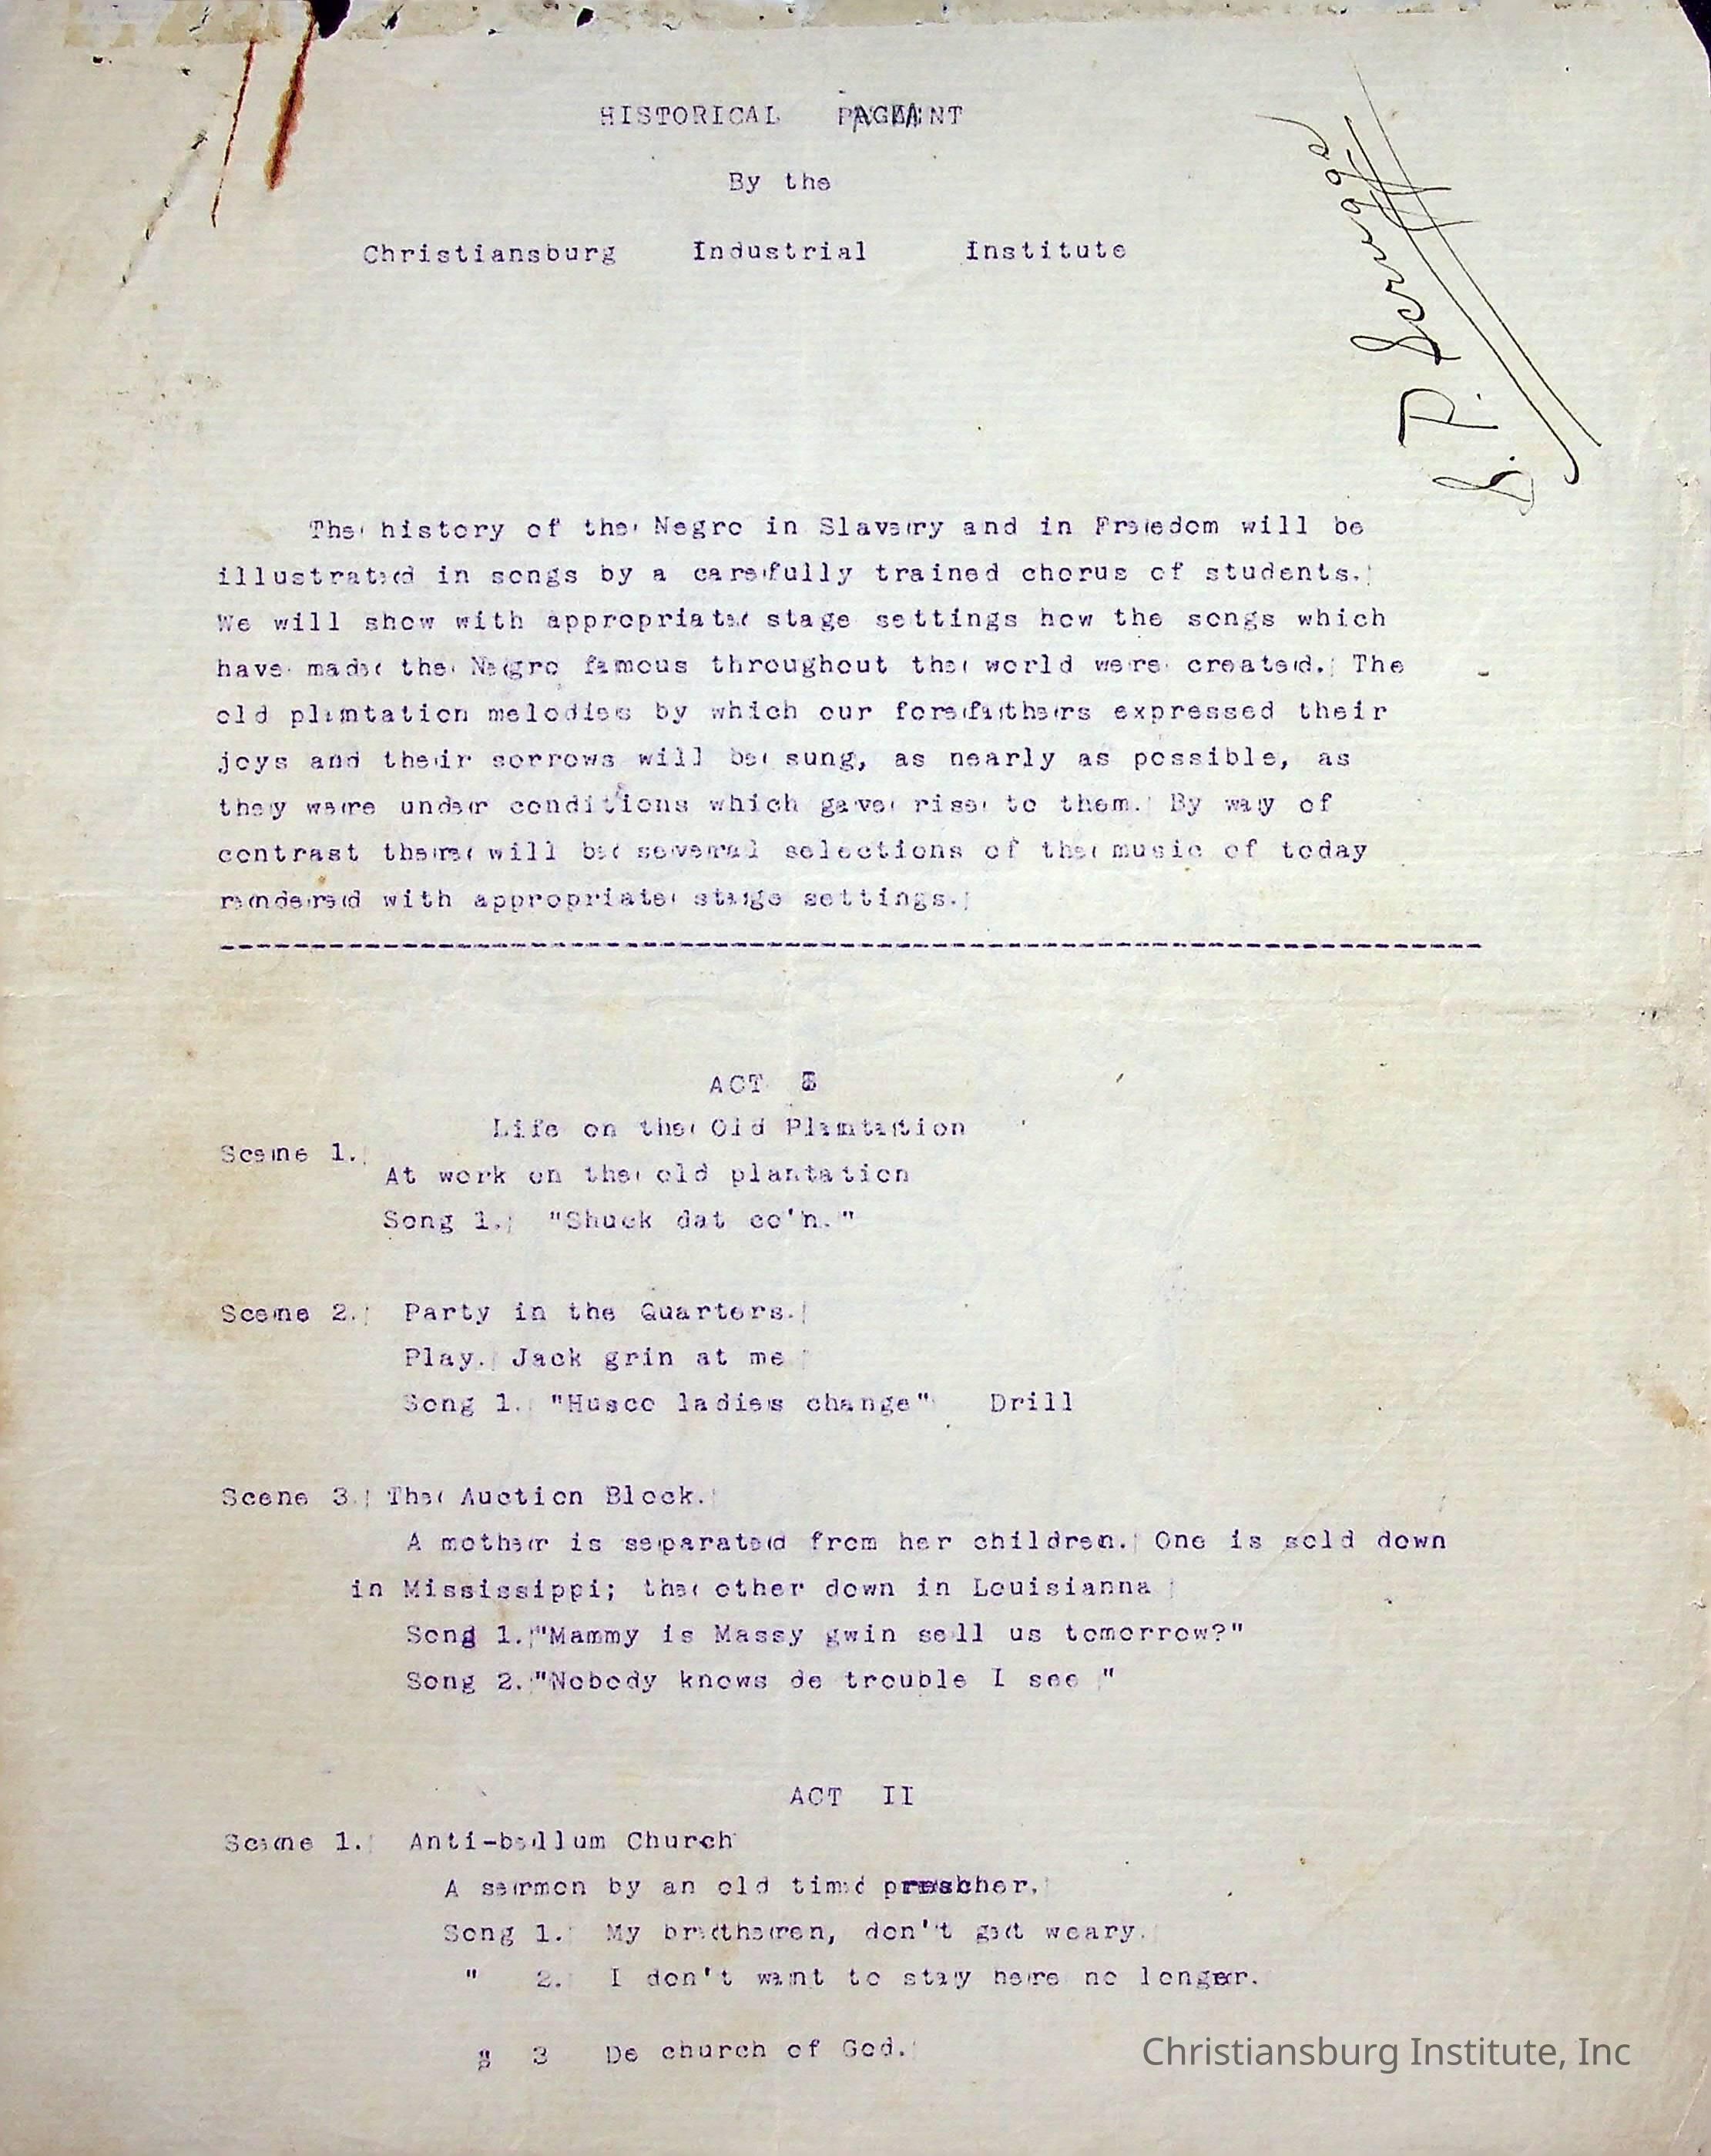 HISTORICAL PAGEANT
By the
Christiansburg Industrial Institute
S. P. Scruggs
The history of the Negro in Slavery and in Freedom will be
illustrated in songs by a carefully trained chorus of students.
We will show with appropriate stage settings how the songs which
have made the Negro famous throughout the world were created. The
old plantation melodies by which our forefathers expressed their
joys and their sorrows will be sung, as nearly as possible, as
they were under conditions which gave rise to them. By way of
contrast there will be several selections of the music of today
rendered with appropriate stage settings.
ACT I
Life on the Old Plantation
Scene 1.
At work on the old plantation
Song 1. "Shuck dat co'n."
Scene 2. Party in the Quarters.
Play. Jack grin at me
Song 1. "Husco ladies change" Drill
Scene 3. The Auction Block.
A mother is separated from her children. One is sold down
in Mississippi; the other down in Louisianna
Song 1. "Mammy is Massy gwin sell us tomorrow?"
Song 2. "Nobody knows de trouble I see "
ACT II
Scene 1. Anti-bellum Church
A sermon by an old time preacher.
Song 1. My bretheren, don't get weary.
" 2. I don't want to stay here no longer.
" 3 De church of God.
Christiansburg Institute, Inc